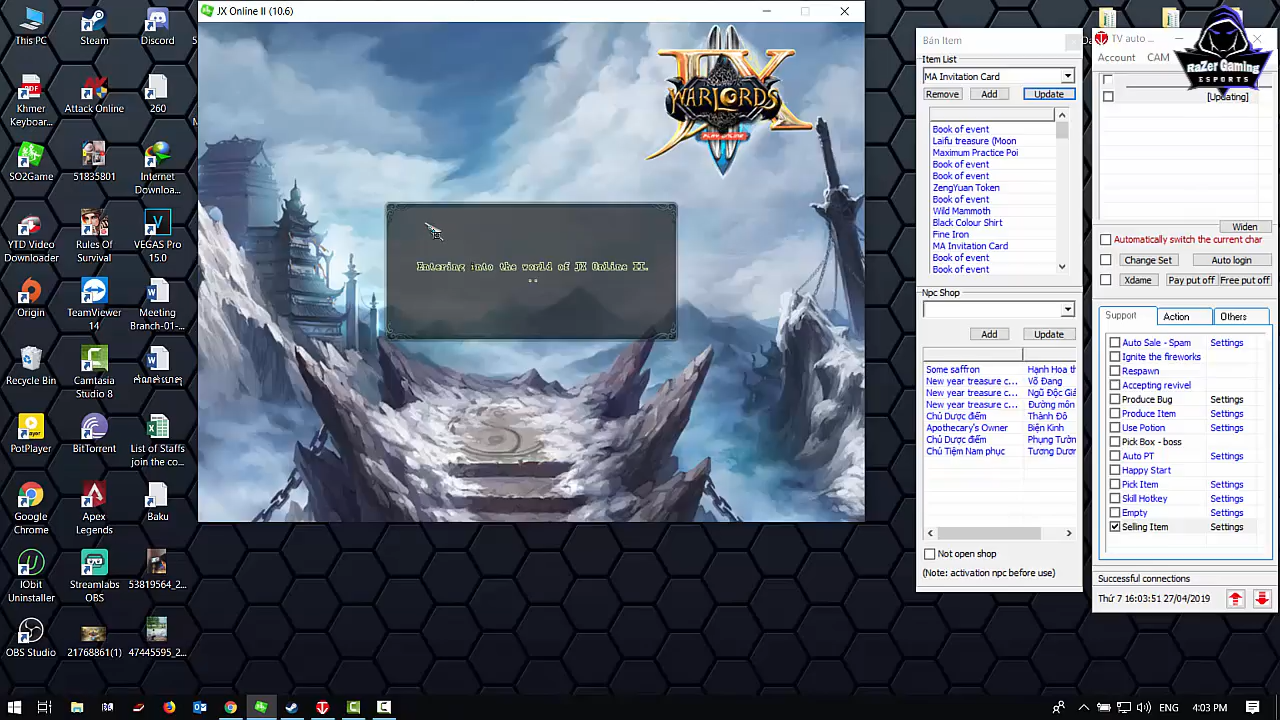 This PC
Steam
Discord
Khmer Keyboar...
Attack Online
260
SO2Game
51835801
Internet Downloa...
YTD Video Downloader
Rules Of Survival
VEGAS Pro 15.0
Origin
TeamViewer 14
Meeting Branch-01-...
Recycle Bin
Camtasia Studio 8
PotPlayer
BitTorrent
List of Staffs join the co...
Google Chrome
Apex Legends
Baku
IObit Uninstaller
Streamlabs OBS
53819564_2...
OBS Studio
21768861(1)
47445595_2...
JX Online II (10.6)
JX II
WARLORDS
PLAY ONLINE
Entering into the world of JX Online II.
..
Bán Item
Item List
MA Invitation Card
Remove
Add
Update
Book of event
Laifu treasure (Moon
Maximum Practice Poi
Book of event
Book of event
ZengYuan Token
Book of event
Wild Mammoth
Black Colour Shirt
Fine Iron
MA Invitation Card
Book of event
Book of event
Npc Shop
Add
Update
Some saffron Hạnh Hoa th
New year treasure c... Võ Đang
New year treasure c... Ngũ Độc Giá
New year treasure c... Đường môn
Chủ Dược điếm Thành Đô
Apothecary's Owner Biện Kinh
Chủ Dược điếm Phụng Tườn
Chủ Tiệm Nam phục Tương Dươn
Not open shop
(Note: activation npc before use)
TV auto ...
RaZer Gaming
ESPORTS
Account
CAM
[Updating]
Widen
Automatically switch the current char
Change Set
Auto login
Xdame
Pay put off
Free put off
Support
Action
Others
Auto Sale - Spam Settings
Ignite the fireworks
Respawn
Accepting revivel
Produce Bug Settings
Produce Item Settings
Use Potion Settings
Pick Box - boss
Auto PT Settings
Happy Start
Pick Item Settings
Skill Hotkey Settings
Empty Settings
Selling Item Settings
Successful connections
Thứ 7 16:03:51 27/04/2019
ENG
4:03 PM